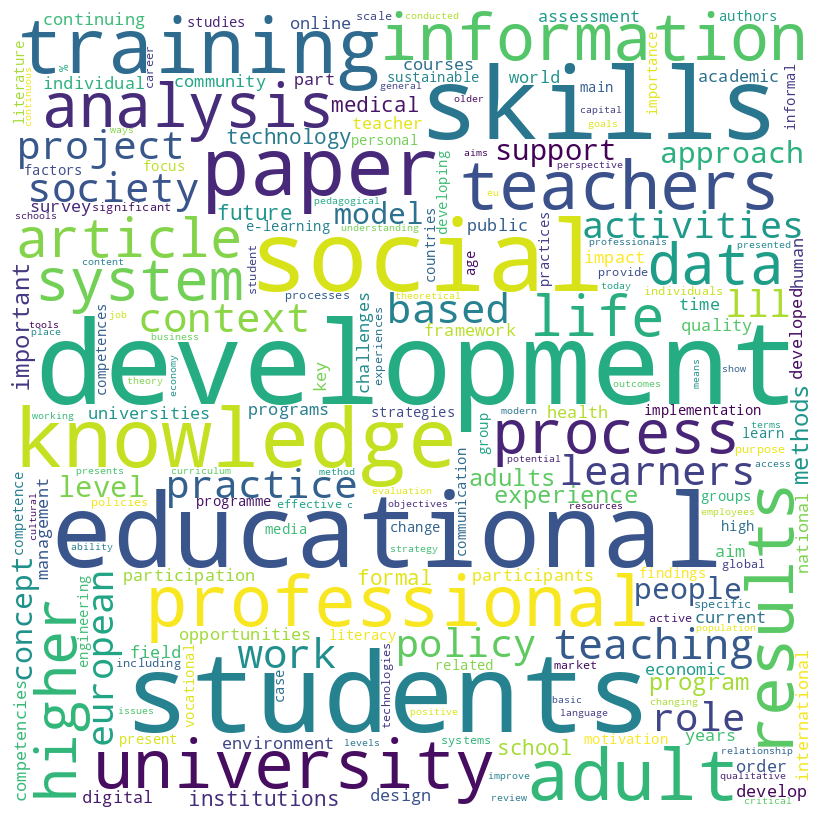 continuing
studies
online
scale
conducted
assessment
authors
training
information
literature
continuous
%
career
individual
community
part
courses
sustainable
world
main
academic
importance
informal
analysis
medical
general
older
capital
skills
project
technology
teacher
personal
ways
goals
factors
focus
support
approach
society
paper
teachers
survey
significant
pedagogical
developing
aims
perspective
eu
schools
future
model
public
activities
article
e-learning
understanding
countries
practices
professionals
presented
content
student
social
age
impact
data
developed
human
system
processes
theoretical
provide
today
individuals
important
tools
place
job
context
based
life
time
lll
competences
business
challenges
experiences
framework
quality
theory
economy
key
development
outcomes
means
show
working
universities
programs
strategies
modern
health
implementation
terms
learn
methods
knowledge
group
process
potential
purpose
access
presents
curriculum
method
adults
learners
level
practice
evaluation
competence
cultural
management
policies
programme
effective
c
objectives
communication
experience
resources
groups
employees
national
media
change
high
ability
strategy
educational
aim
global
results
participation
formal
participants
findings
people
concept
engineering
specific
professional
current
active
population
higher
european
opportunities
literacy
policy
teaching
field
work
related
economic
including
vocational
case
technologies
market
program
international
competencies
issues
positive
students
basic
changing
language
role
present
environment
levels
systems
school
motivation
years
relationship
order
university
adult
improve
qualitative
digital
institutions
design
review
develop
critical